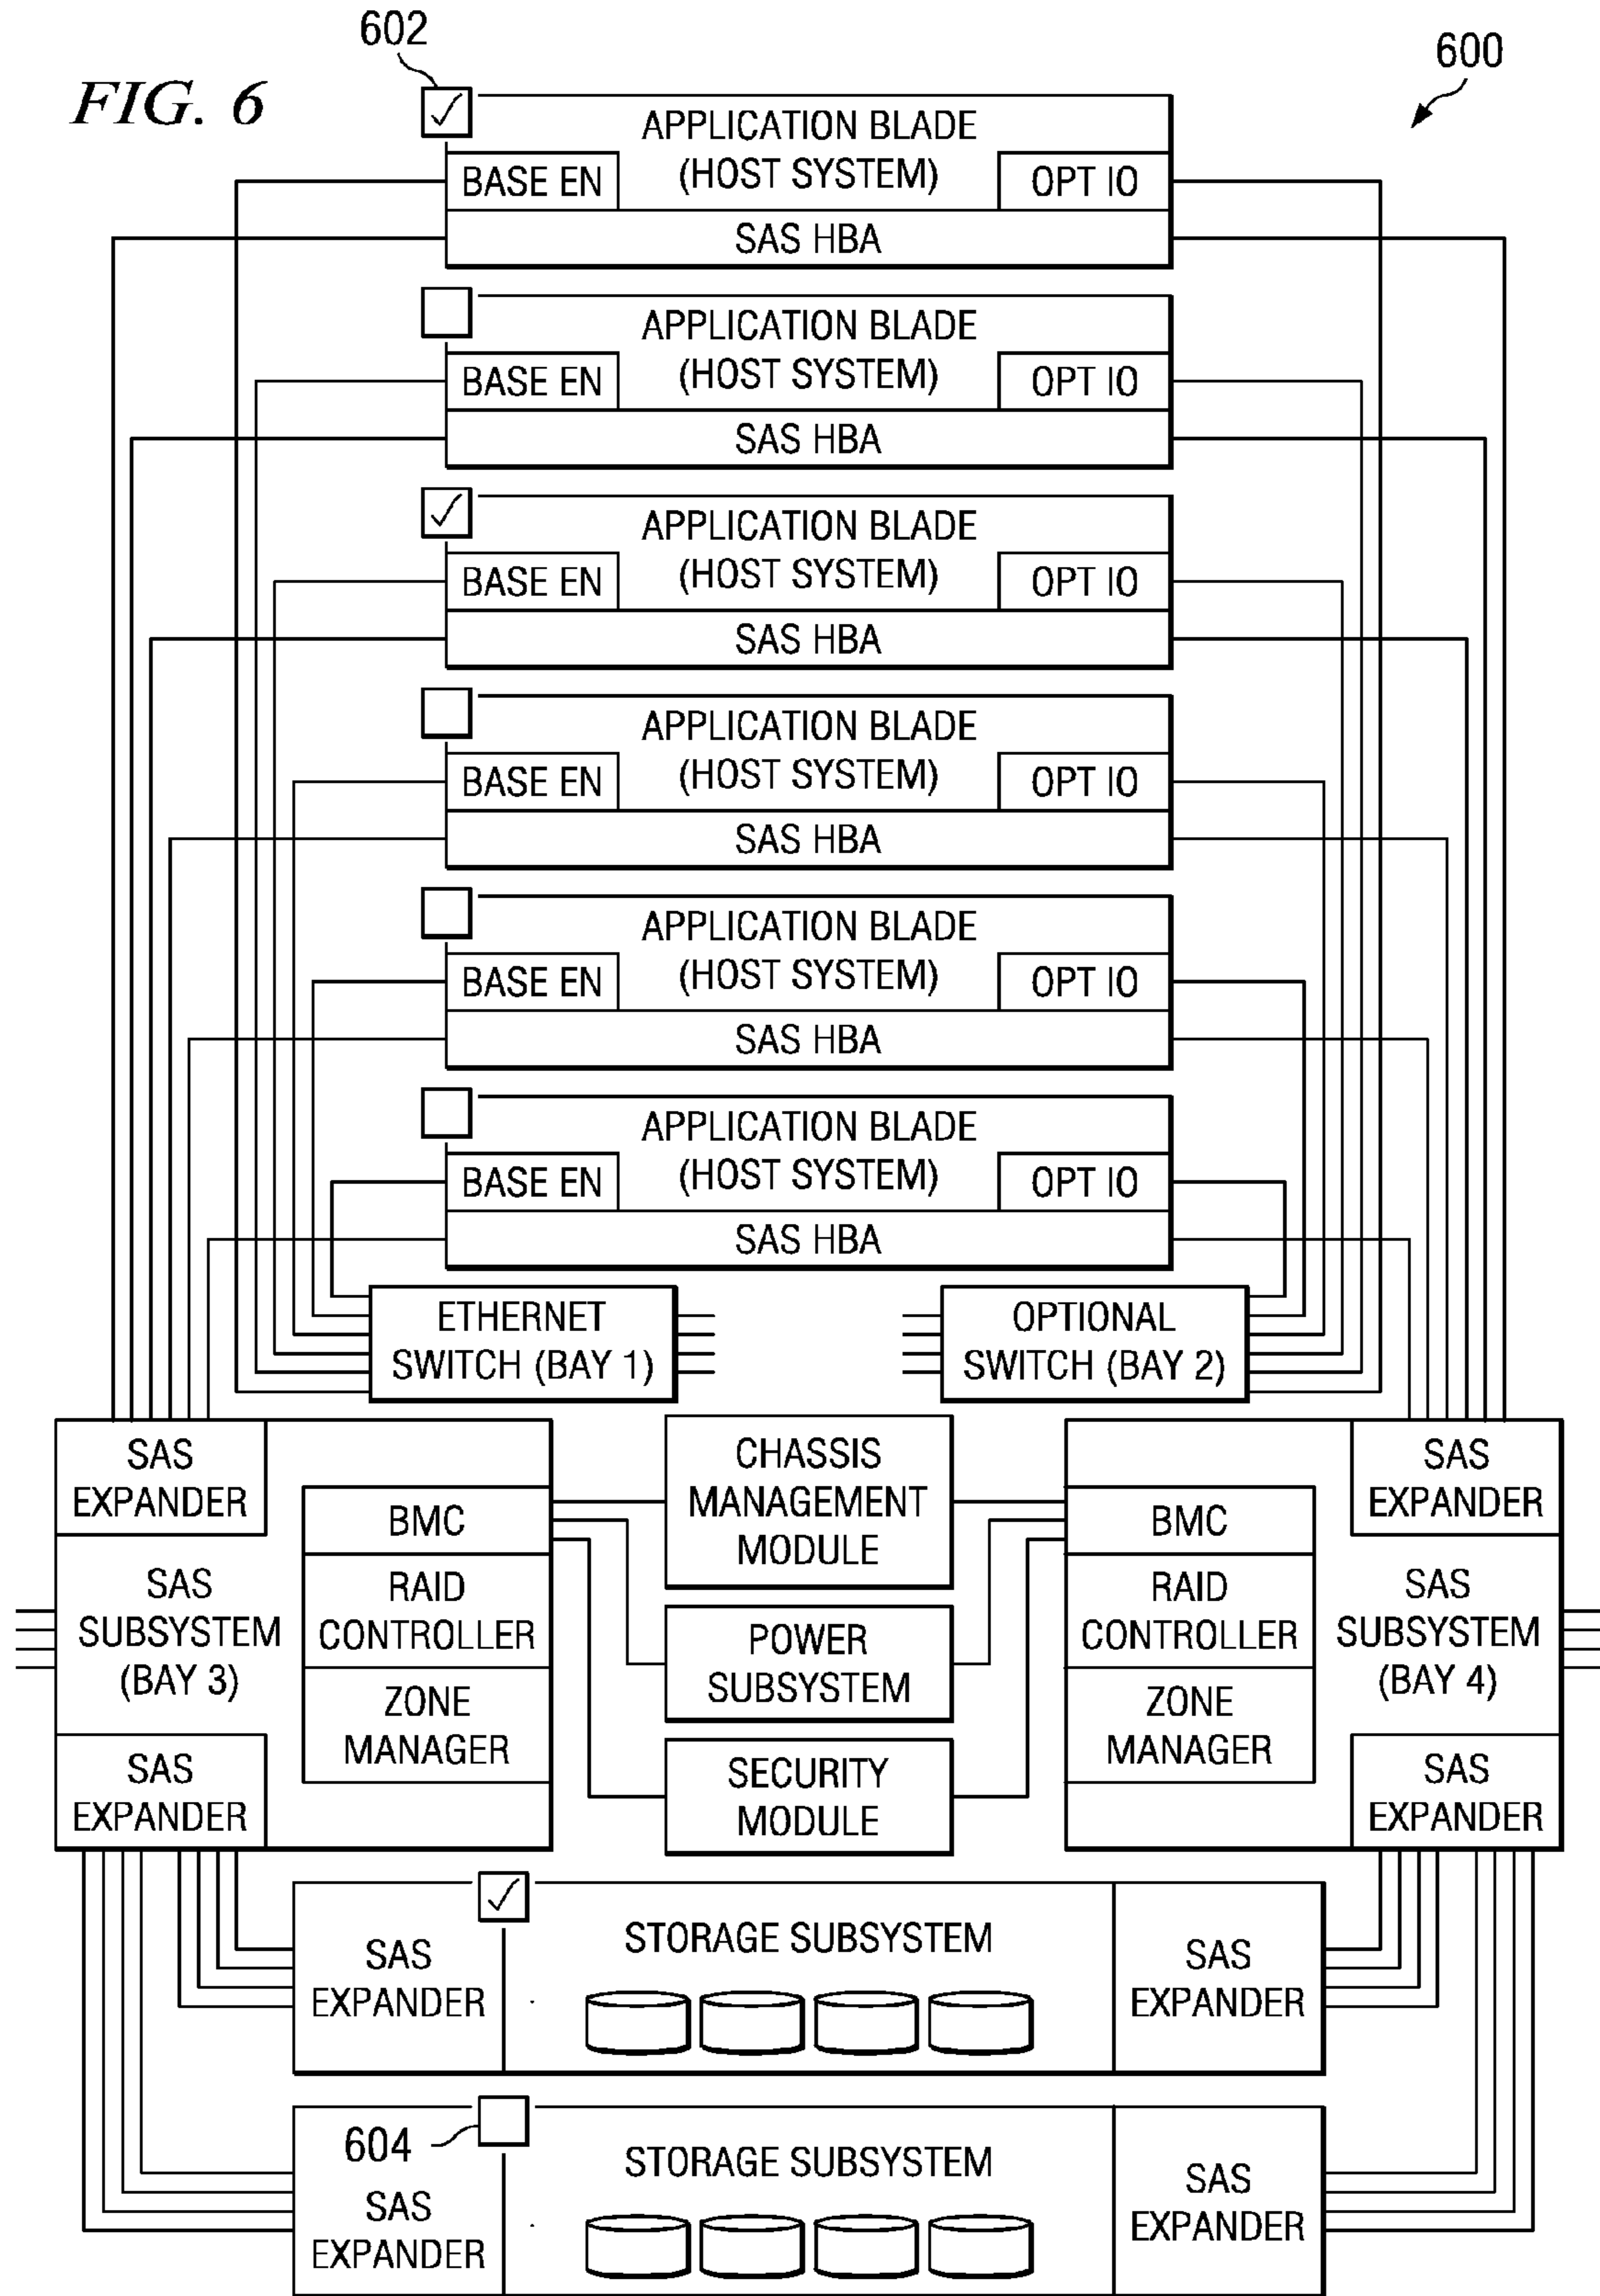 602
600
FIG. 6
APPLICATION BLADE
(HOST SYSTEM)
BASE EN
OPT IO
SAS HBA
APPLICATION BLADE
(HOST SYSTEM)
BASE EN
OPT IO
SAS HBA
APPLICATION BLADE
(HOST SYSTEM)
BASE EN
OPT IO
SAS HBA
APPLICATION BLADE
(HOST SYSTEM)
BASE EN
OPT IO
SAS HBA
APPLICATION BLADE
(HOST SYSTEM)
BASE EN
OPT IO
SAS HBA
APPLICATION BLADE
(HOST SYSTEM)
BASE EN
OPT IO
SAS HBA
ETHERNET
SWITCH (BAY 1)
OPTIONAL
SWITCH (BAY 2)
SAS
EXPANDER
BMC
RAID
CONTROLLER
ZONE
MANAGER
SAS
SUBSYSTEM
(BAY 3)
SAS
EXPANDER
CHASSIS
MANAGEMENT
MODULE
POWER
SUBSYSTEM
SECURITY
MODULE
SAS
EXPANDER
BMC
RAID
CONTROLLER
ZONE
MANAGER
SAS
SUBSYSTEM
(BAY 4)
SAS
EXPANDER
SAS
EXPANDER
STORAGE SUBSYSTEM
SAS
EXPANDER
604
SAS
EXPANDER
STORAGE SUBSYSTEM
SAS
EXPANDER